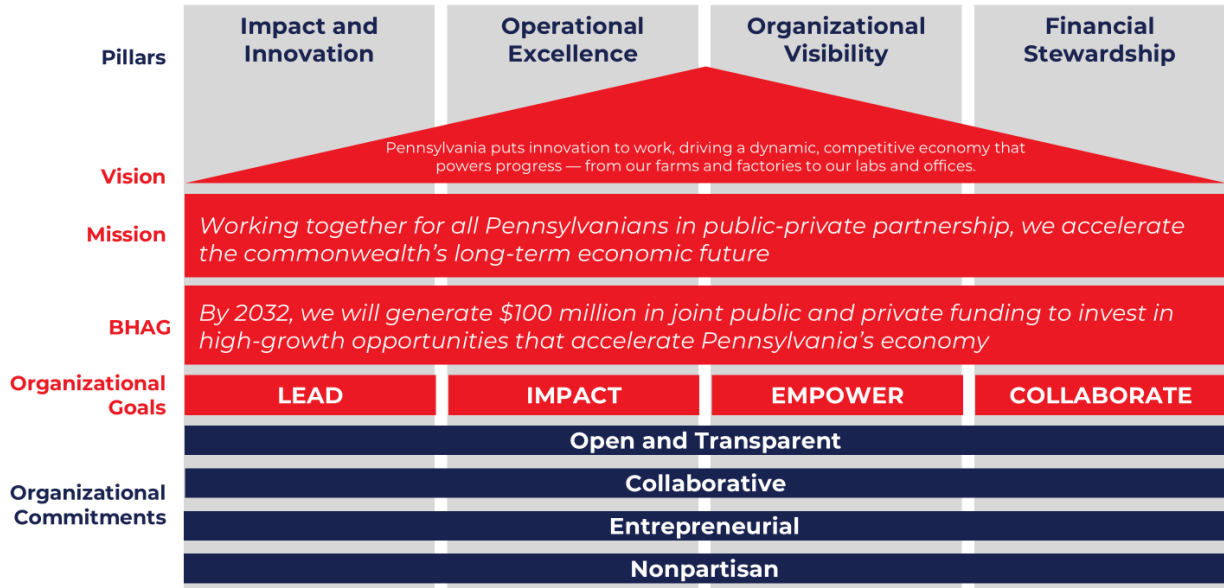 Pillars
Impact and
Innovation
Operational
Excellence
Organizational
Visibility
Financial
Stewardship
Vision
Pennsylvania puts innovation to work, driving a dynamic, competitive economy that
powers progress — from our farms and factories to our labs and offices.
Mission
Working together for all Pennsylvanians in public-private partnership, we accelerate
the commonwealth’s long-term economic future
BHAG
By 2032, we will generate $100 million in joint public and private funding to invest in
high-growth opportunities that accelerate Pennsylvania’s economy
Organizational
Goals
LEAD
IMPACT
EMPOWER
COLLABORATE
Organizational
Commitments
Open and Transparent
Collaborative
Entrepreneurial
Nonpartisan